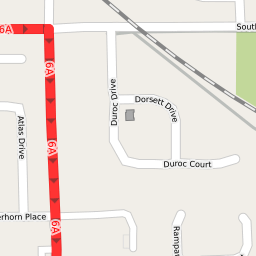 6A
South
6A
Duroc Drive
Dorsett Drive
Atlas Drive
6A
Duroc Court
erhorn Place
6A
Rampa